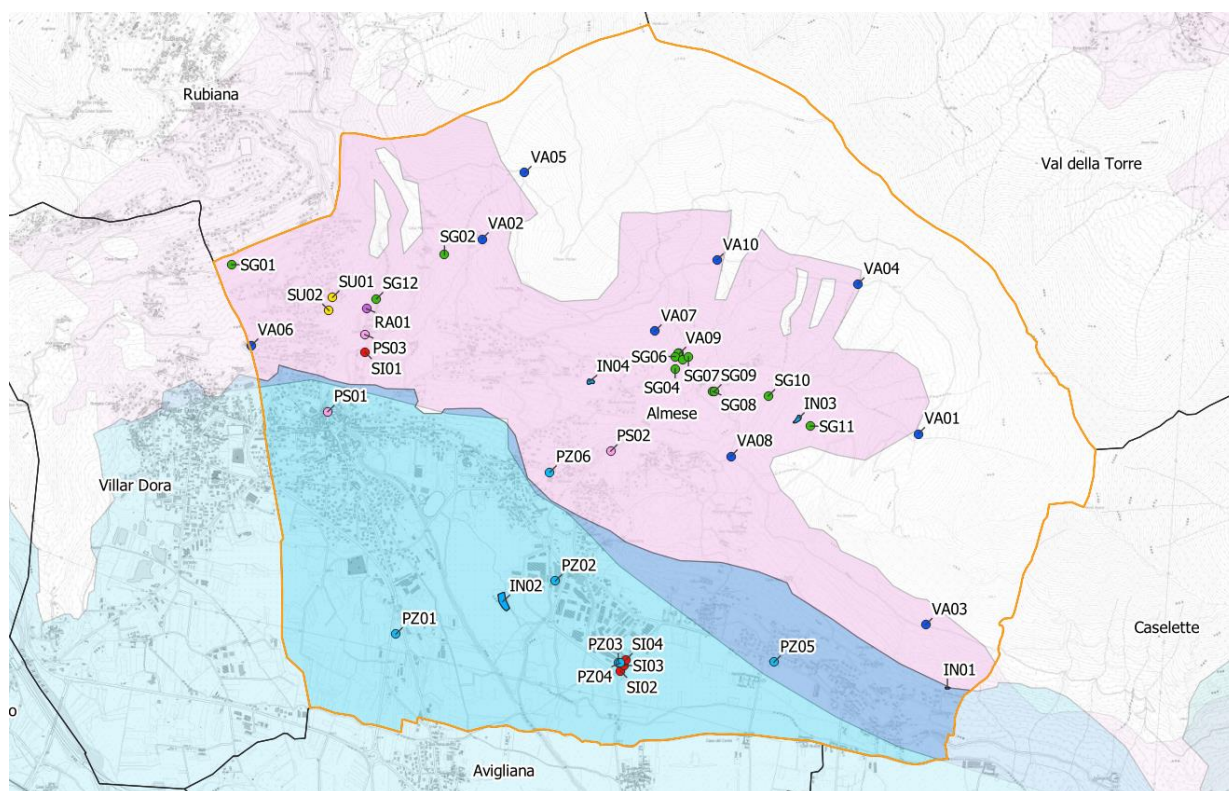 Rubiana
VA05
Val della Torre
VA02
SG02
VA10
SG01
VA04
SU01
SG12
SU02
RA01
VA07
VA09
VA06
PS03
SG06
SI01
IN04
SG07
SG09
SG04
SG10
SG08
IN03
PS01
Almese
SG11
VA01
PS02
VA08
PZ06
Villar Dora
PZ02
IN02
PZ01
VA03
Caselette
PZ03
SI04
PZ05
SI03
PZ04
IN01
SI02
o
Avigliana